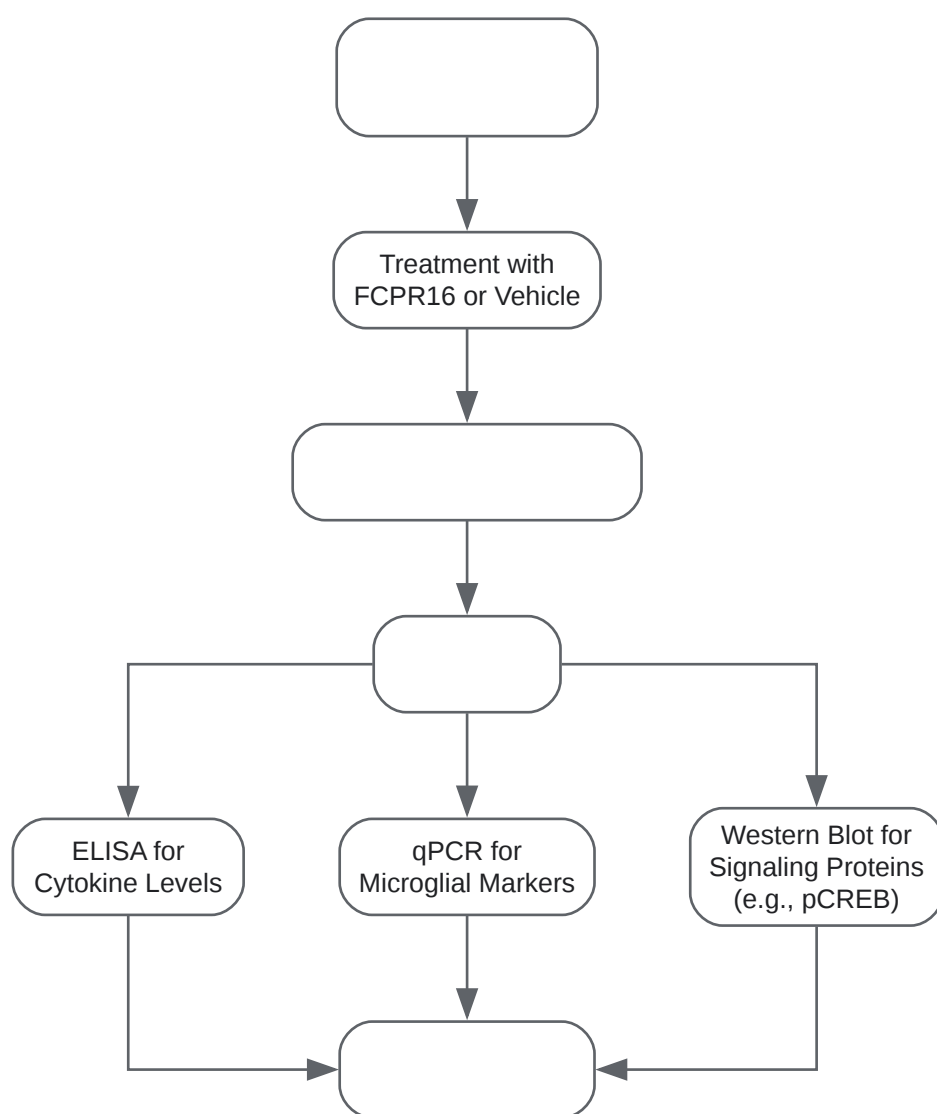 Treatment with
FCPR16 or Vehicle
ELISA for
Cytokine Levels
qPCR for
Microglial Markers
Western Blot for
Signaling Proteins
(e.g., pCREB)